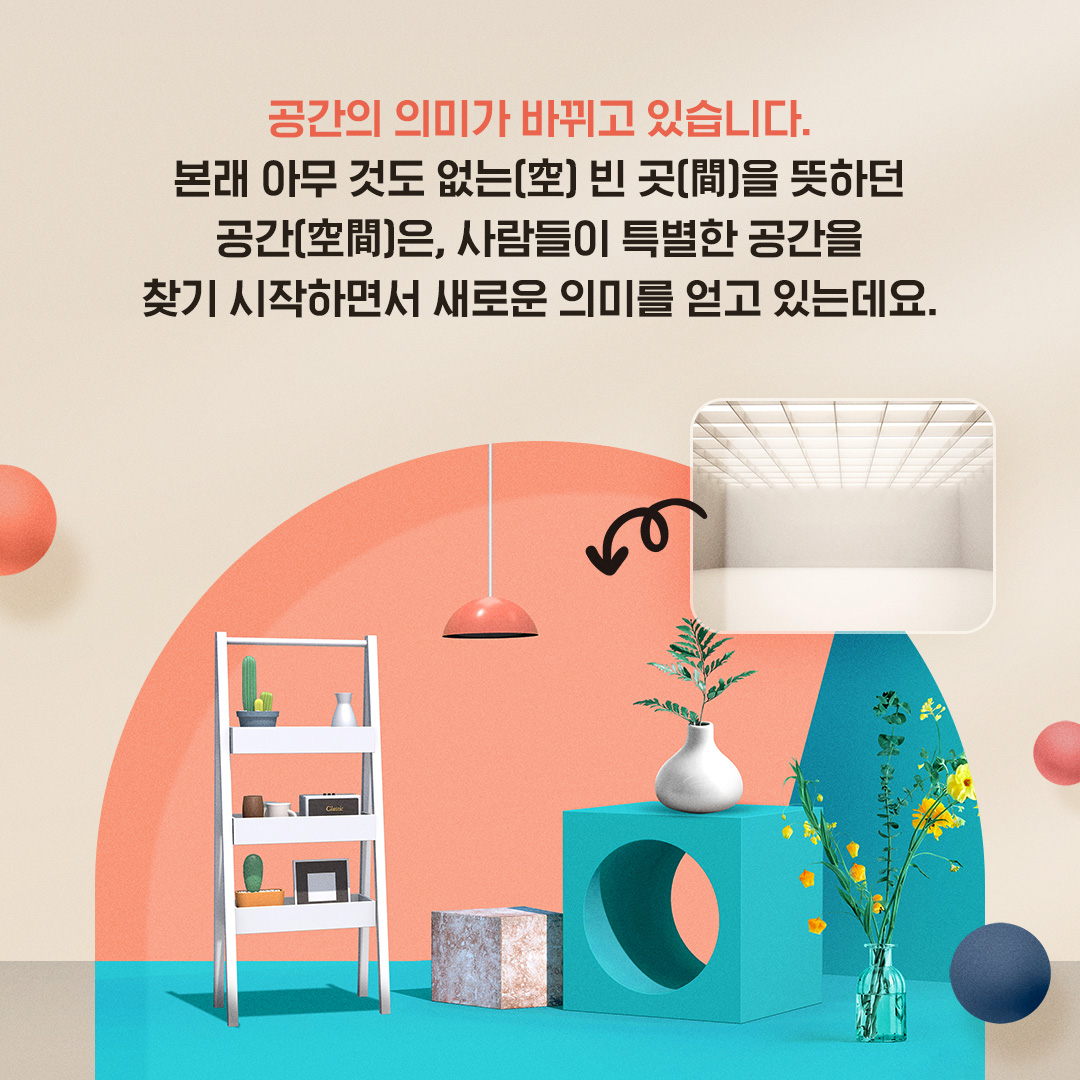 공간의 의미가 바뀌고 있습니다.
본래 아무 것도 없는(空) 빈 곳(間)을 뜻하던
공간(空間)은, 사람들이 특별한 공간을
찾기 시작하면서 새로운 의미를 얻고 있는데요.
Classic